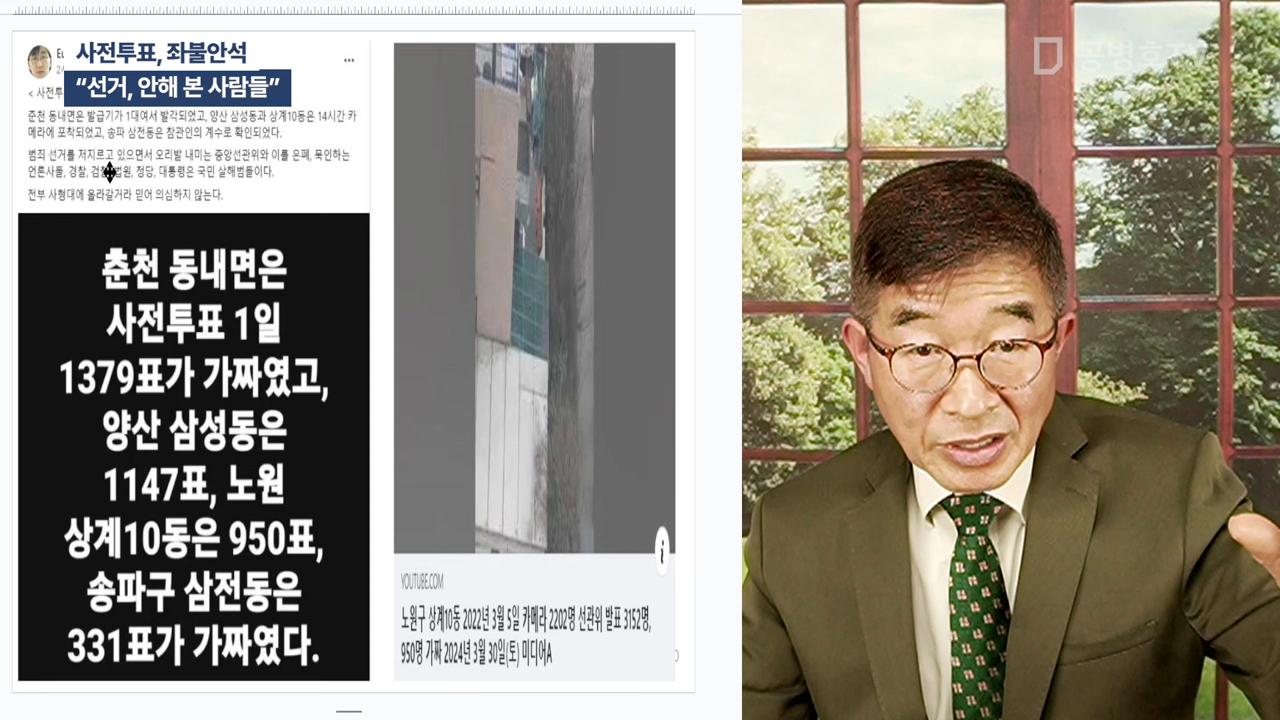 사전투표, 좌불안석
“선거, 안해 본 사람들”
< 사전투
춘천 동내면은 발급기가 1대여서 발각되었고, 양산 삼성동과 상계10동은 14시간 카
메라에 포착되었고, 송파 삼전동은 참관인의 계수로 확인되었다.
범죄 선거를 저지르고 있으면서 오리발 내미는 중앙선관위와 이를 은폐, 묵인하는
언론사들, 경찰, 검찰, 법원, 정당, 대통령은 국민 살해범들이다.
전부 사형대에 올라갈거라 믿어 의심하지 않는다.
춘천 동내면은
사전투표 1일
1379표가 가짜였고,
양산 삼성동은
1147표, 노원
상계10동은 950표,
송파구 삼전동은
331표가 가짜였다.
YOUTUBE.COM
노원구 상계10동 2022년 3월 5일 카메라 2202명 선관위 발표 3152명,
950명 가짜 2024년 3월 30일(토) 미디어A
공병호